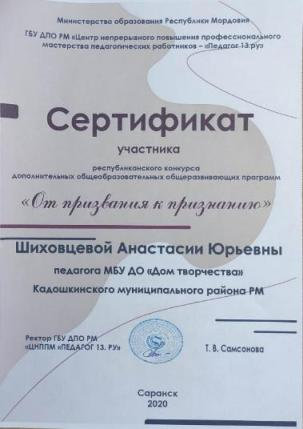 Министерство образования Республики Мордовия
ГБУ ДПО РМ «Центр непрерывного повышения профессионального
мастерства педагогических работников – «Педагог 13.ру»
Сертификат
участника
республиканского конкурса
дополнительных общеобразовательных общеразвивающих программ
«От призвания к признанию»
Шиховцевой Анастасии Юрьевны
педагога МБУ ДО «Дом творчества»
Кадошкинского муниципального района РМ
Ректор ГБУ ДПО РМ
«ЦНППМ «ПЕДАГОГ 13. РУ»
Т. В. Самсонова
Саранск
2020